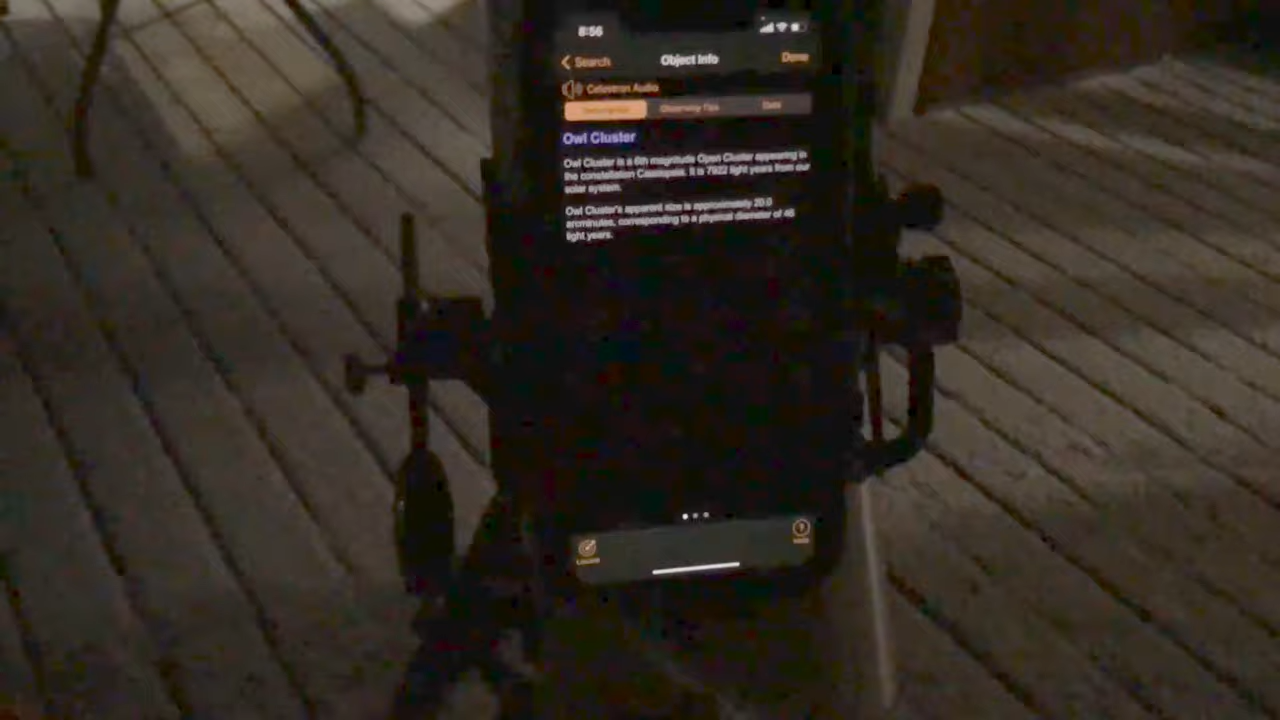 8:56
Search
Object Info
Done
Celestron Audio
Observing Tips
Data
Owl Cluster
Owl Cluster is a 6th magnitude Open Cluster appearing in
the constellation Cassiopeia. It is 7922 light years from our
solar system.
Owl Cluster's apparent size is approximately 20.0
arcminutes, corresponding to a physical diameter of 46
light years.
Locate